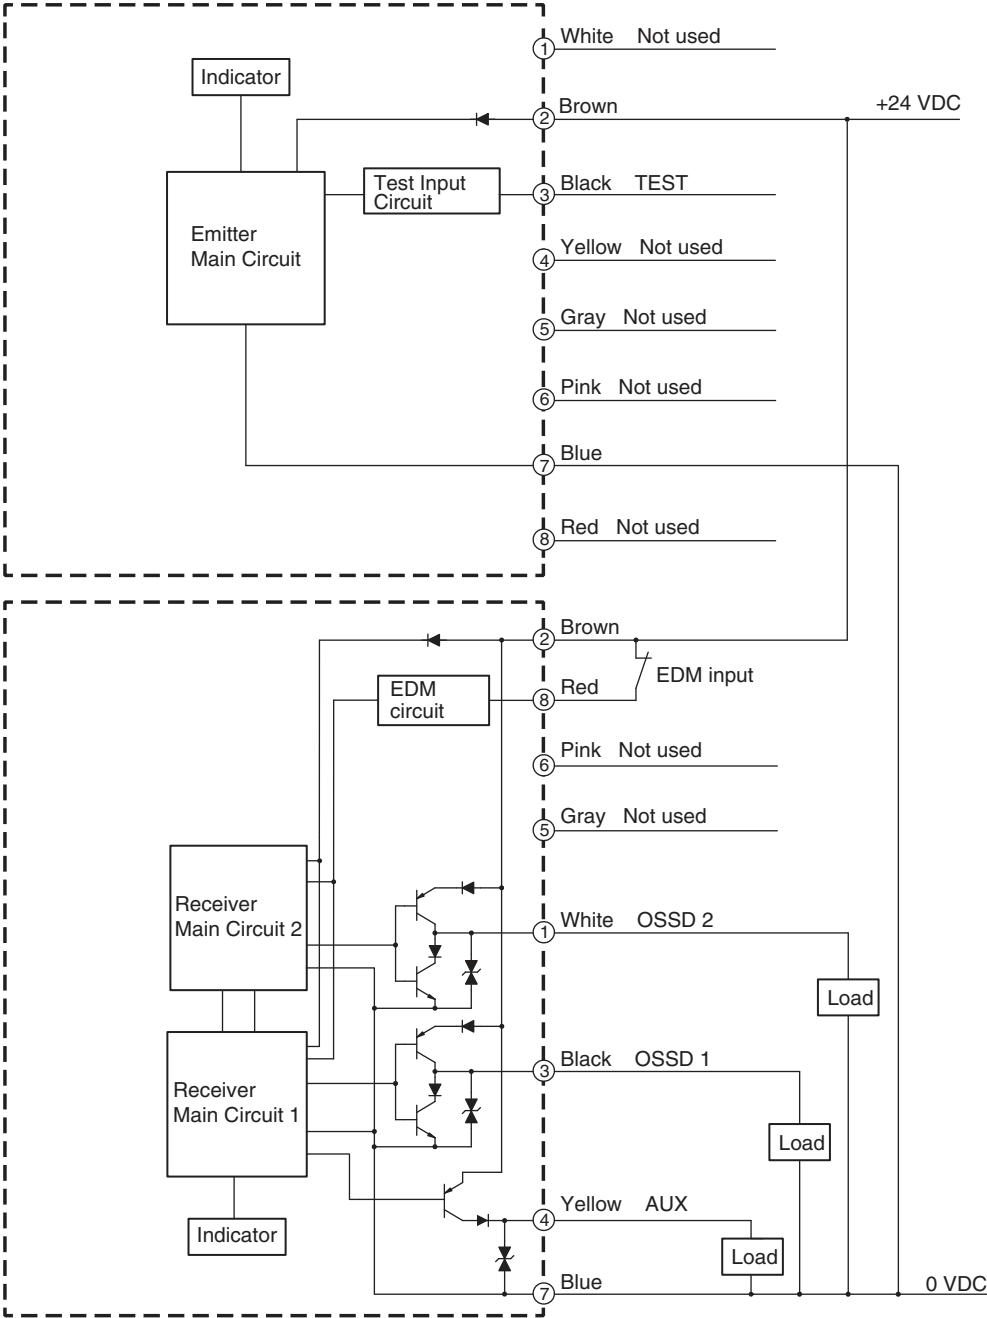 1 White Not used
Indicator
2 Brown
+24 VDC
Test Input
Circuit
3 Black TEST
Emitter
Main Circuit
4 Yellow Not used
5 Gray Not used
6 Pink Not used
7 Blue
8 Red Not used
2 Brown
EDM input
EDM
circuit
8 Red
6 Pink Not used
5 Gray Not used
Receiver
Main Circuit 2
1 White OSSD 2
Load
Receiver
Main Circuit 1
3 Black OSSD 1
Load
Indicator
4 Yellow AUX
Load
7 Blue
0 VDC